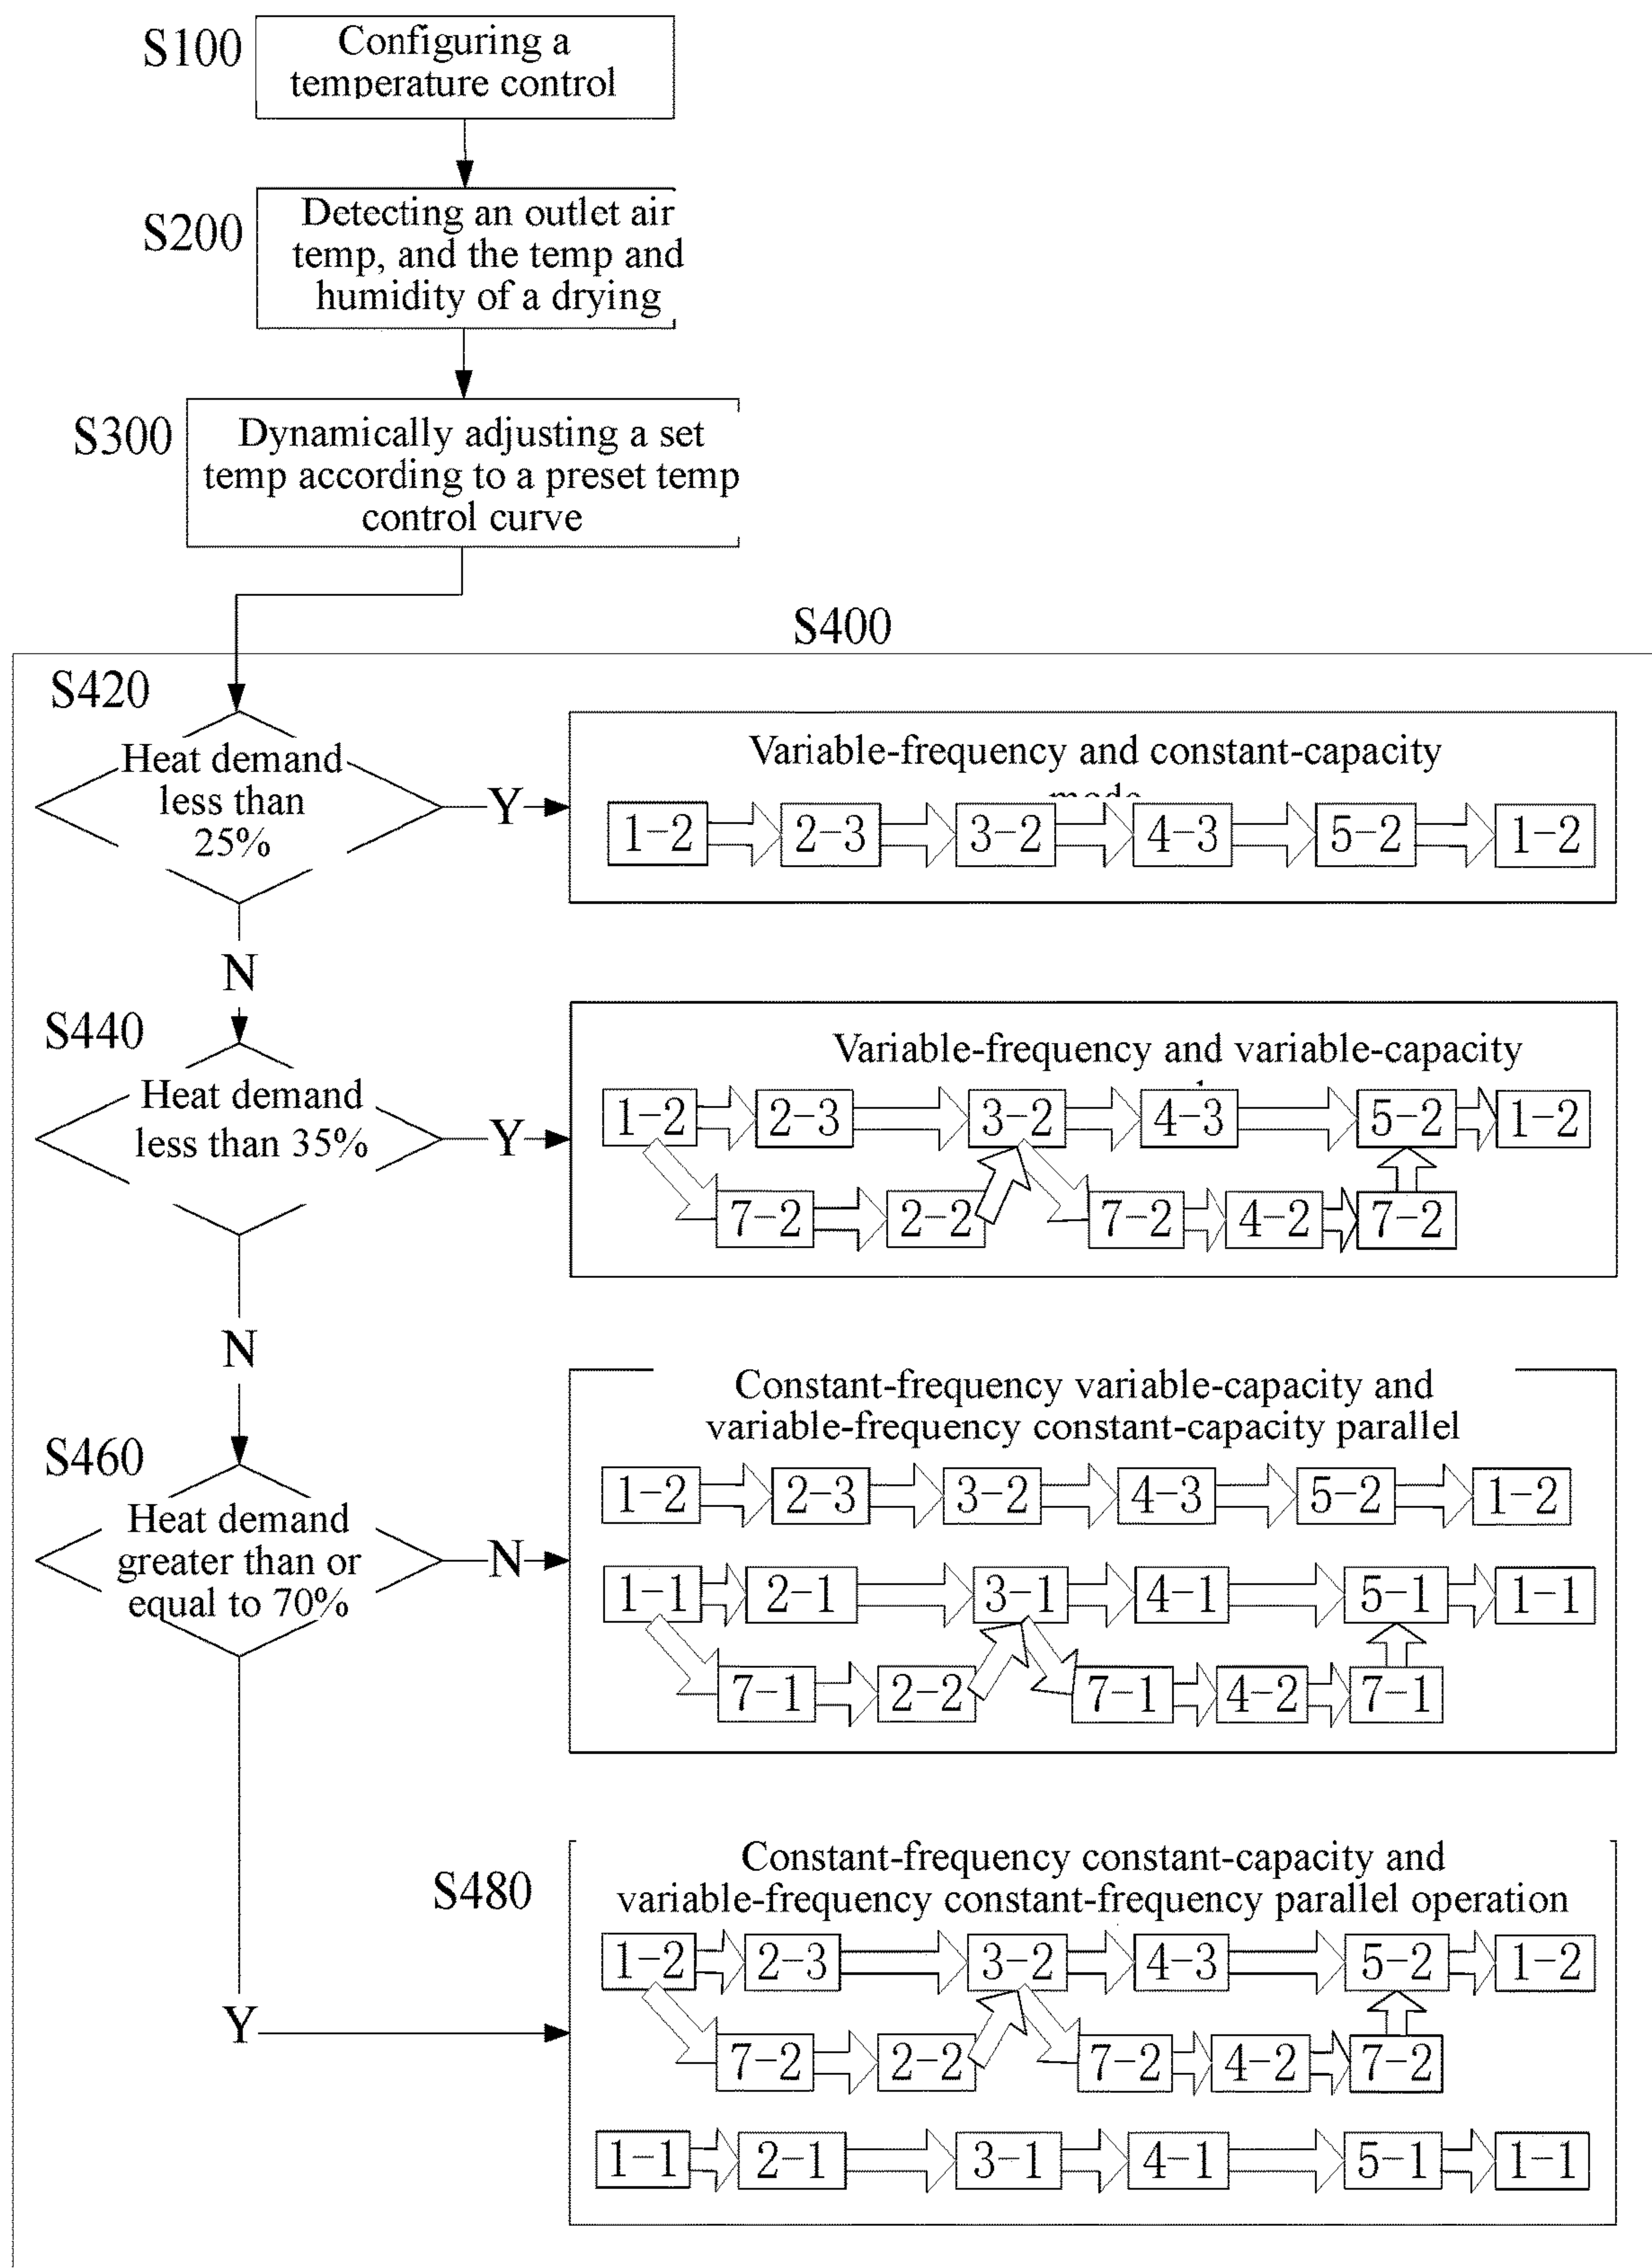 S100
Configuring a
temperature control
S200
Detecting an outlet air
temp, and the temp and
humidity of a drying
S300
Dynamically adjusting a set
temp according to a preset temp
control curve
S400
S420
Heat demand
less than
25%
Y
Variable-frequency and constant-capacity
1-2 2-3 3-2 4-3 5-2 1-2
N
S440
Heat demand
less than 35%
Y
Variable-frequency and variable-capacity
1-2 2-3 3-2 4-3 5-2 1-2
7-2 2-2 7-2 4-2 7-2
N
S460
Heat demand
greater than or
equal to 70%
N
Constant-frequency variable-capacity and
variable-frequency constant-capacity parallel
1-2 2-3 3-2 4-3 5-2 1-2
1-1 2-1 3-1 4-1 5-1 1-1
7-1 2-2 7-1 4-2 7-1
Y
S480
Constant-frequency constant-capacity and
variable-frequency constant-frequency parallel operation
1-2 2-3 3-2 4-3 5-2 1-2
7-2 2-2 7-2 4-2 7-2
1-1 2-1 3-1 4-1 5-1 1-1